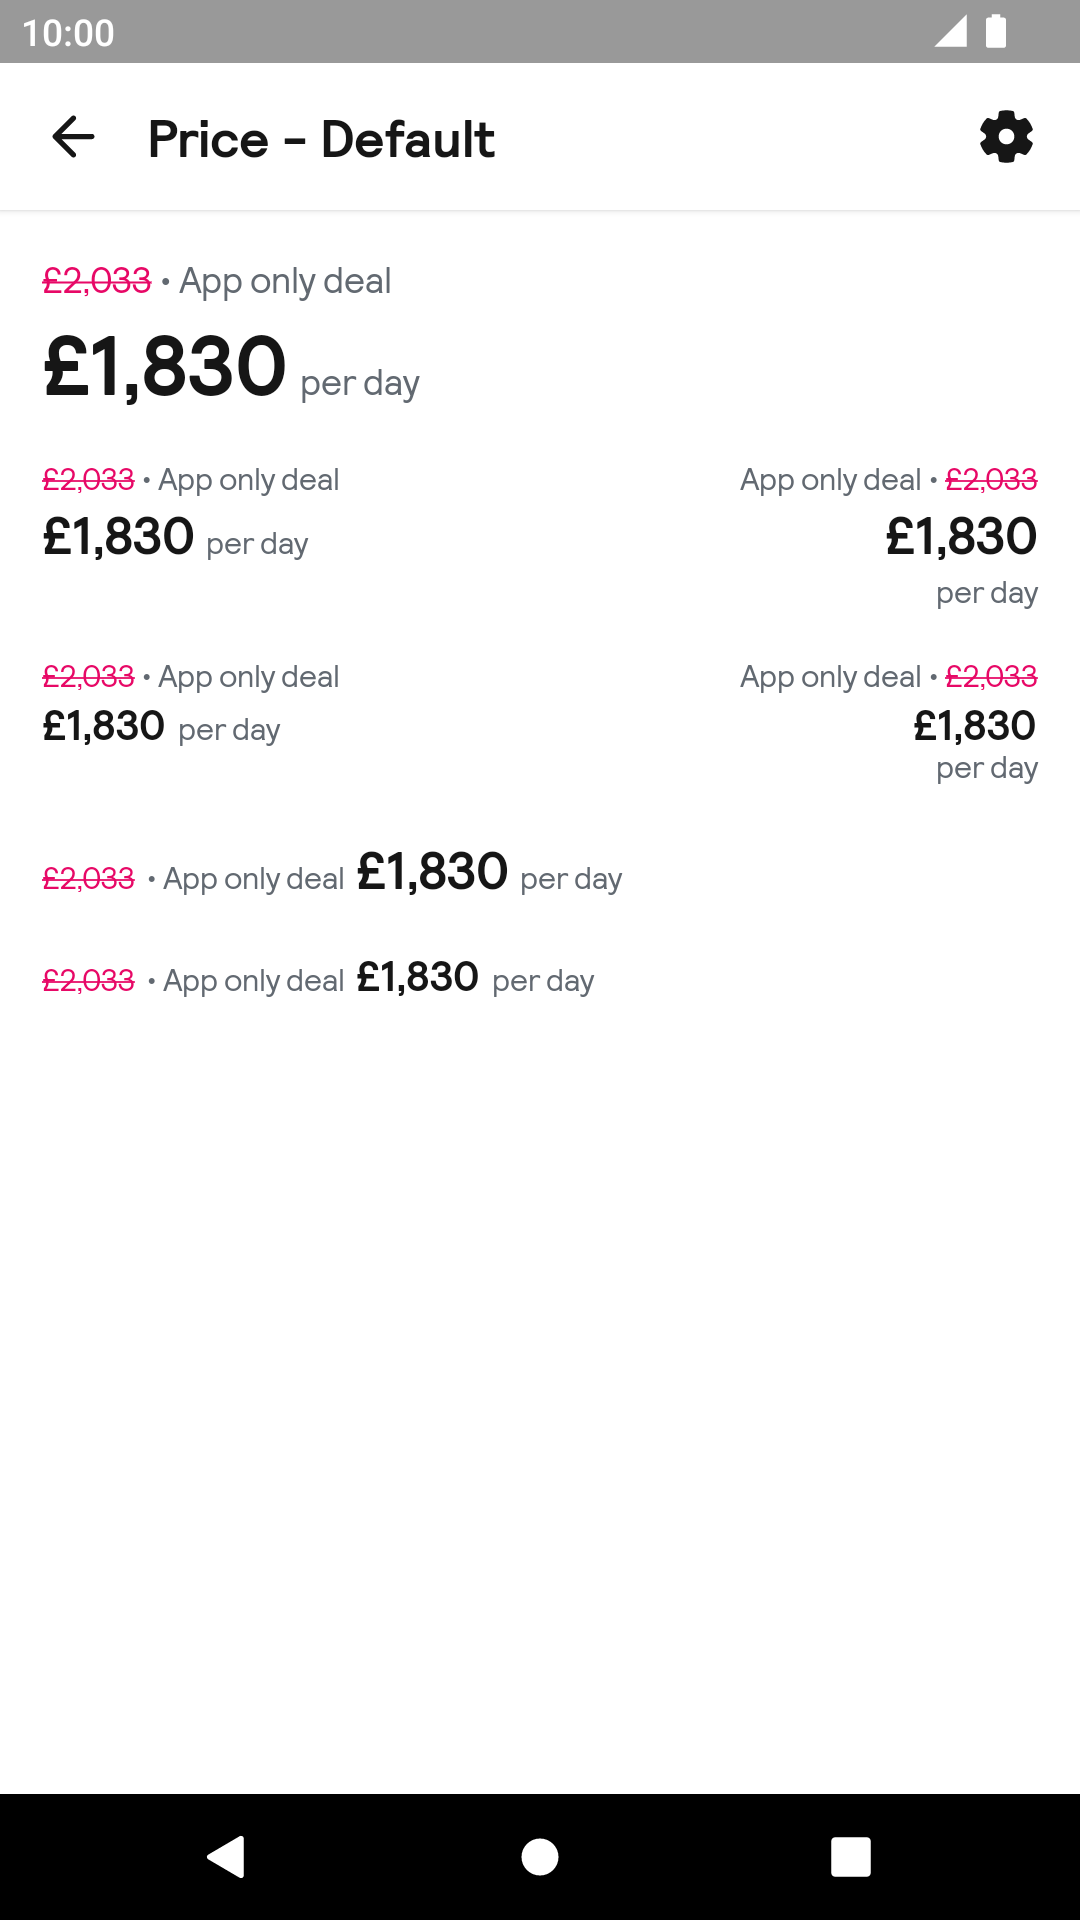 10:00
Price – Default
£2,033 • App only deal
£1,830 per day
£2,033 • App only deal
£1,830 per day
App only deal • £2,033
£1,830
per day
£2,033 • App only deal
£1,830 per day
App only deal • £2,033
£1,830
per day
£2,033 • App only deal £1,830 per day
£2,033 • App only deal £1,830 per day